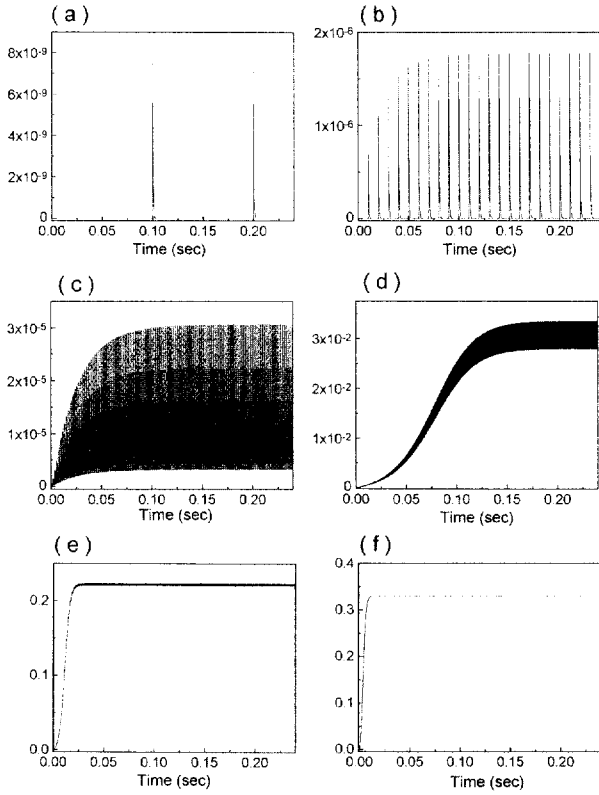 ( a )
( b )
8x10-9
6x10-9
4x10-9
2x10-9
0
0.00 0.05 0.10 0.15 0.20
Time (sec)
2x10-6
1x10-6
0
0.00 0.05 0.10 0.15 0.20
Time (sec)
( c )
( d )
3x10-5
2x10-5
1x10-5
0
0.00 0.05 0.10 0.15 0.20
Time (sec)
3x10-2
2x10-2
1x10-2
0
0.00 0.05 0.10 0.15 0.20
Time (sec)
( e )
( f )
0.2
0.1
0.0
0.00 0.05 0.10 0.15 0.20
Time (sec)
0.4
0.3
0.2
0.1
0.0
0.00 0.05 0.10 0.15 0.20
Time (sec)